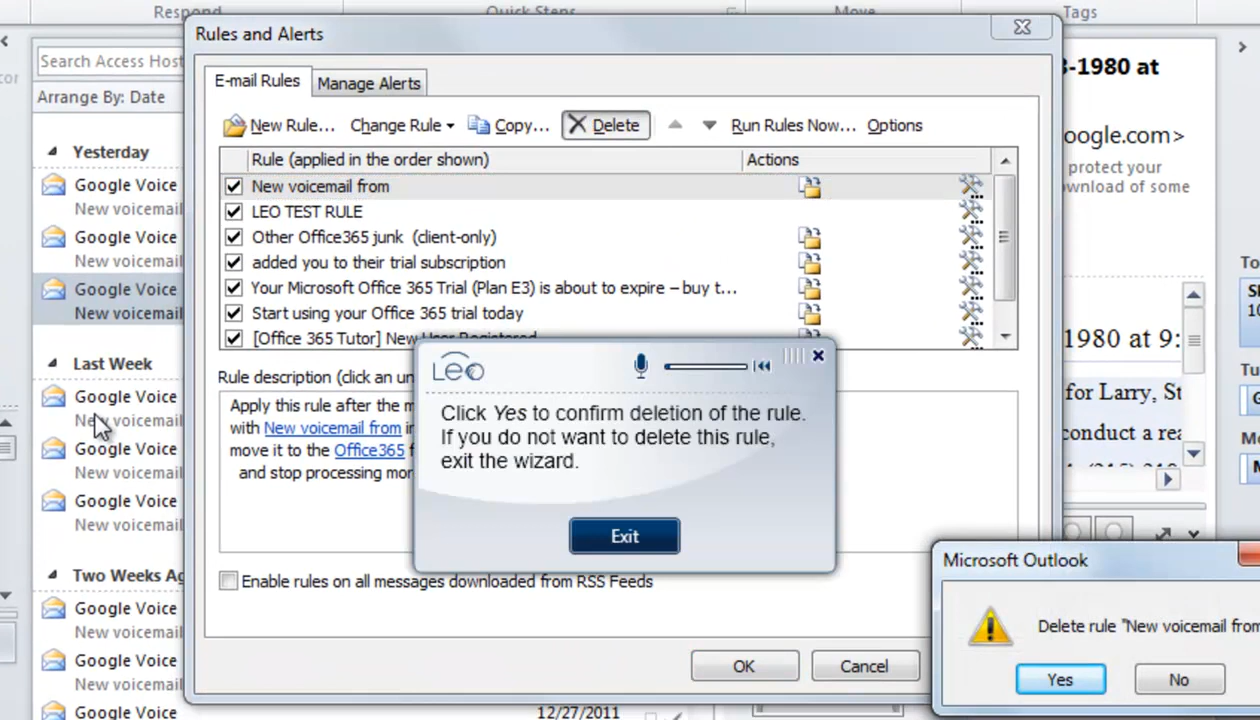 Respond
Quick Steps
Move
Tags
Rules and Alerts
Search Access Host
Arrange By: Date
Yesterday
Google Voice
New voicemail
Google Voice
New voicemail
Google Voice
New voicemail
Last Week
Google Voice
New voicemail
Google Voice
New voicemail
Google Voice
New voicemail
Two Weeks Ag
Google Voice
New voicemail
Google Voice
New voicemail
Google Voice
E-mail Rules
Manage Alerts
New Rule... Change Rule Copy... Delete Run Rules Now... Options
Rule (applied in the order shown) Actions
New voicemail from
LEO TEST RULE
Other Office365 junk (client-only)
added you to their trial subscription
Your Microsoft Office 365 Trial (Plan E3) is about to expire – buy t...
Start using your Office 365 trial today
[Office 365 Tutor] New User Registered
Rule description (click an un
Apply this rule after the m
with New voicemail from i
move it to the Office365 f
and stop processing mor
Leo
Click Yes to confirm deletion of the rule.
If you do not want to delete this rule,
exit the wizard.
Exit
Enable rules on all messages downloaded from RSS Feeds
OK Cancel
12/27/2011
-1980 at
oogle.com>
protect your
wnload of some
1980 at 9:
for Larry, St
conduct a rea
To
Tu
Mo
Microsoft Outlook
Delete rule "New voicemail from
Yes No